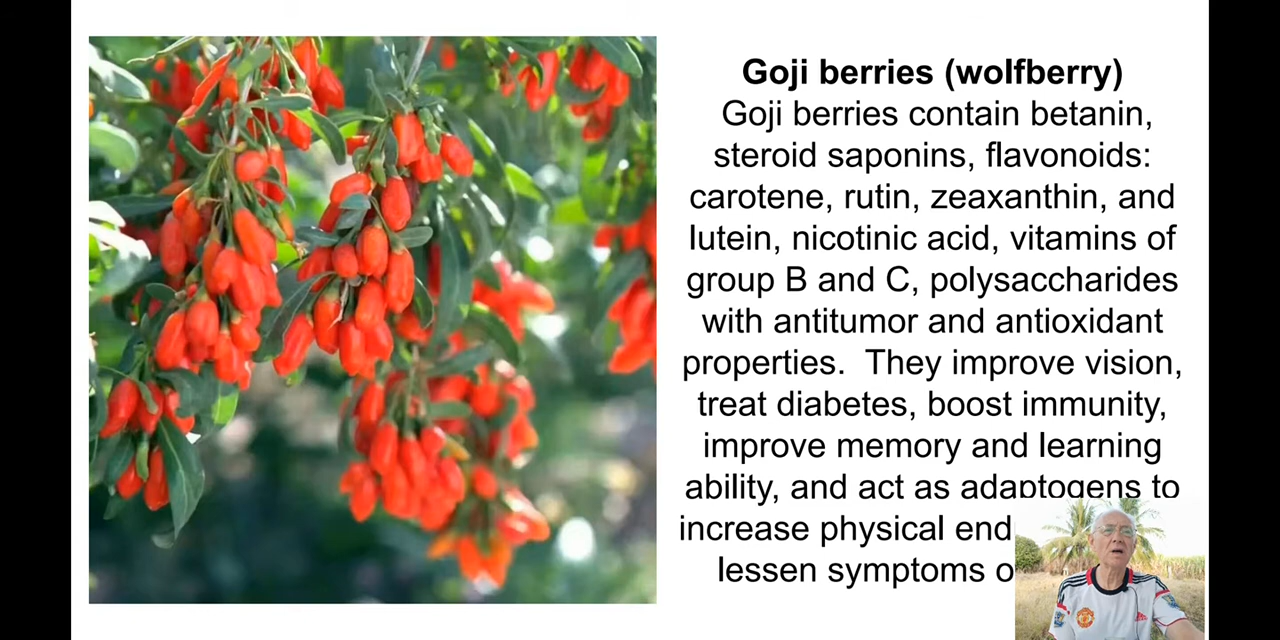 Goji berries (wolfberry)
Goji berries contain betanin,
steroid saponins, flavonoids:
carotene, rutin, zeaxanthin, and
lutein, nicotinic acid, vitamins of
group B and C, polysaccharides
with antitumor and antioxidant
properties.  They improve vision,
treat diabetes, boost immunity,
improve memory and learning
ability, and act as adaptogens to
increase physical
lessen symptoms